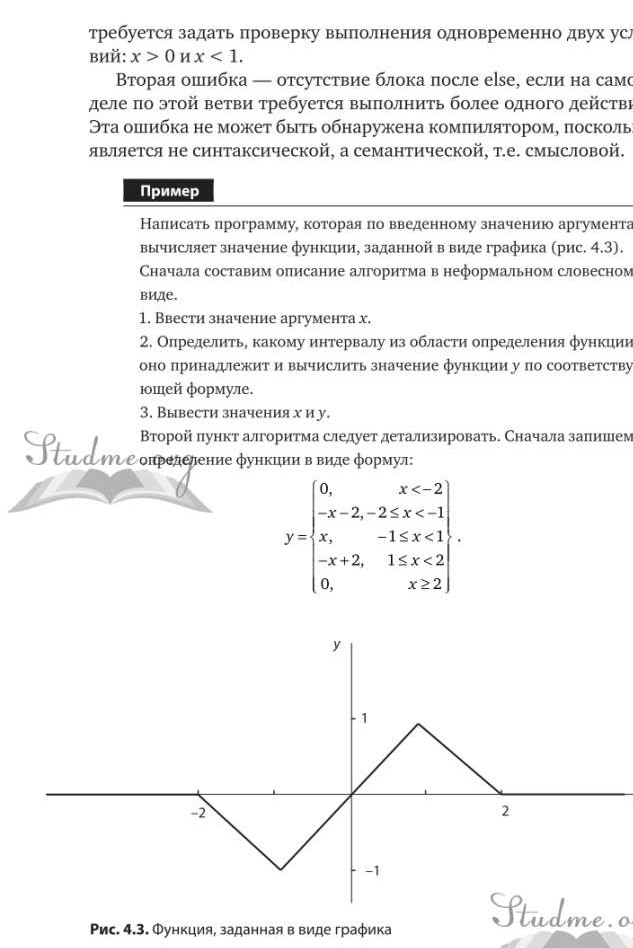 требуется задать проверку выполнения одновременно двух
вий: x > 0 и x < 1.
Вторая ошибка — отсутствие блока после else, если на
деле по этой ветви требуется выполнить более одного
Эта ошибка не может быть обнаружена компилятором,
является не синтаксической, а семантической, т.е. смысловой.
Пример
Написать программу, которая по введенному значению аргумента
вычисляет значение функции, заданной в виде графика (рис. 4.3).
Сначала составим описание алгоритма в неформальном словесном
виде.
1. Ввести значение аргумента x.
2. Определить, какому интервалу из области определения функции
оно принадлежит и вычислить значение функции y по соответству
ющей формуле.
3. Вывести значения x и y.
Второй пункт алгоритма следует детализировать. Сначала запишем
Studme.org
определение функции в виде формул:
0, x < −2
−x − 2, −2 ≤ x < −1
y = x, −1 ≤ x < 1 .
−x + 2, 1 ≤ x < 2
0, x ≥ 2
y
1
−2 2
−1
Studme.o
Рис. 4.3. Функция, заданная в виде графика